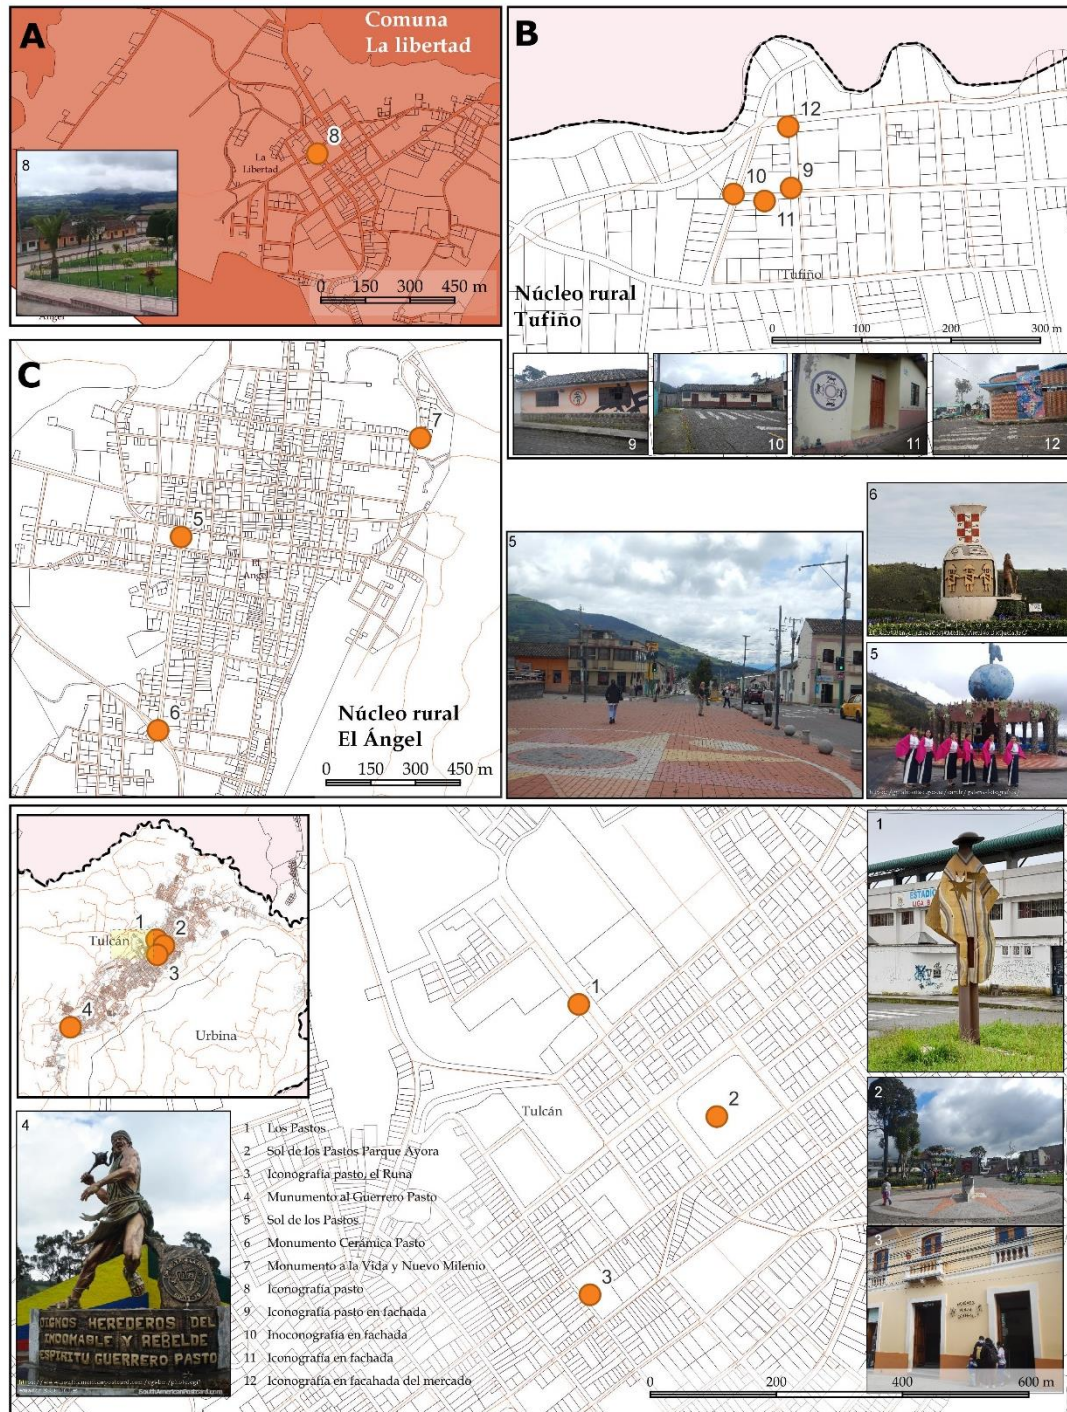 A
Comuna
La libertad
8
La
Libertad
8
0 150 300 450 m
B
12
10
9
11
Tufiño
Núcleo rural
Tufiño
0 100 200 300 m
9
10
11
12
C
7
5
El
Ángel
6
Núcleo rural
El Ángel
0 150 300 450 m
5
6
5
1
2
Tulcán
3
4
Urbina
1
2
Tulcán
3
1 Los Pastos
2 Sol de los Pastos Parque Ayora
3 Iconografía pasto, el Runa
4 Munumento al Guerrero Pasto
5 Sol de los Pastos
6 Monumento Cerámica Pasto
7 Monumento a la Vida y Nuevo Milenio
8 Iconografía pasto
9 Iconografía pasto en fachada
10 Inoconografía en fachada
11 Iconografía en fachada
12 Iconografía en facahada del mercado
0 200 400 600 m
4
DIGNOS HEREDEROS DEL
INDOMABLE Y REBELDE
ESPIRITU GUERRERO PASTO
SouthAmericanPostcard.com
1
ESTADIO
2
3